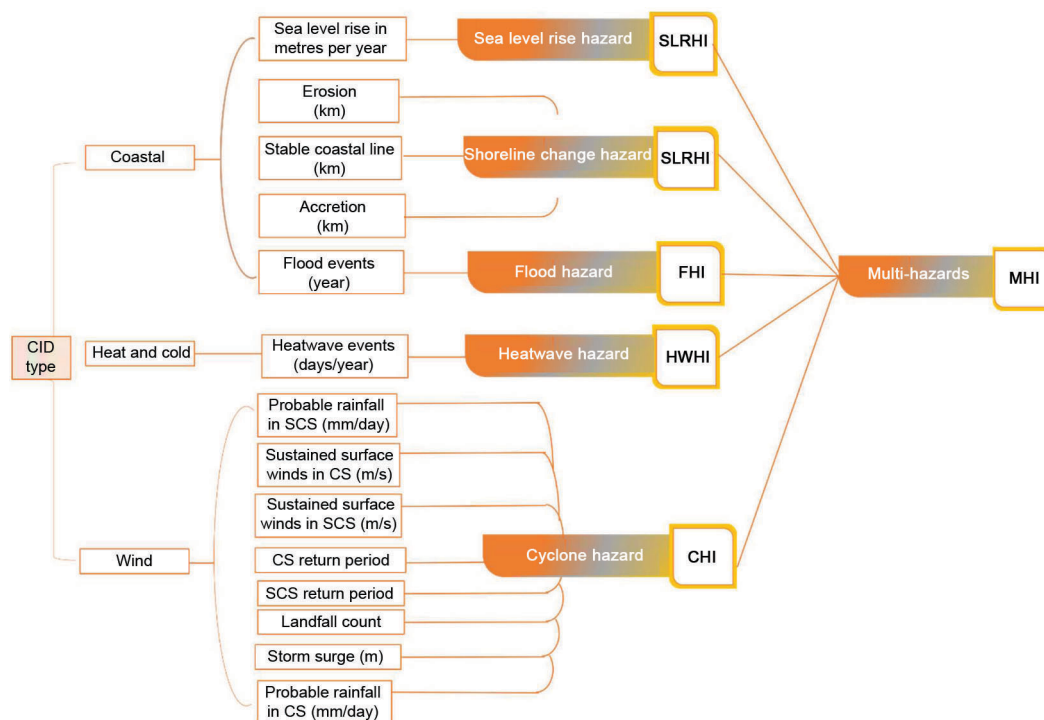 CID
type
Coastal
Heat and cold
Wind
Sea level rise in
metres per year
Erosion
(km)
Stable coastal line
(km)
Accretion
(km)
Flood events
(year)
Heatwave events
(days/year)
Probable rainfall
in SCS (mm/day)
Sustained surface
winds in CS (m/s)
Sustained surface
winds in SCS (m/s)
CS return period
SCS return period
Landfall count
Storm surge (m)
Probable rainfall
in CS (mm/day)
Sea level rise hazard
SLRHI
Shoreline change hazard
SLRHI
Flood hazard
FHI
Heatwave hazard
HWHI
Cyclone hazard
CHI
Multi-hazards
MHI